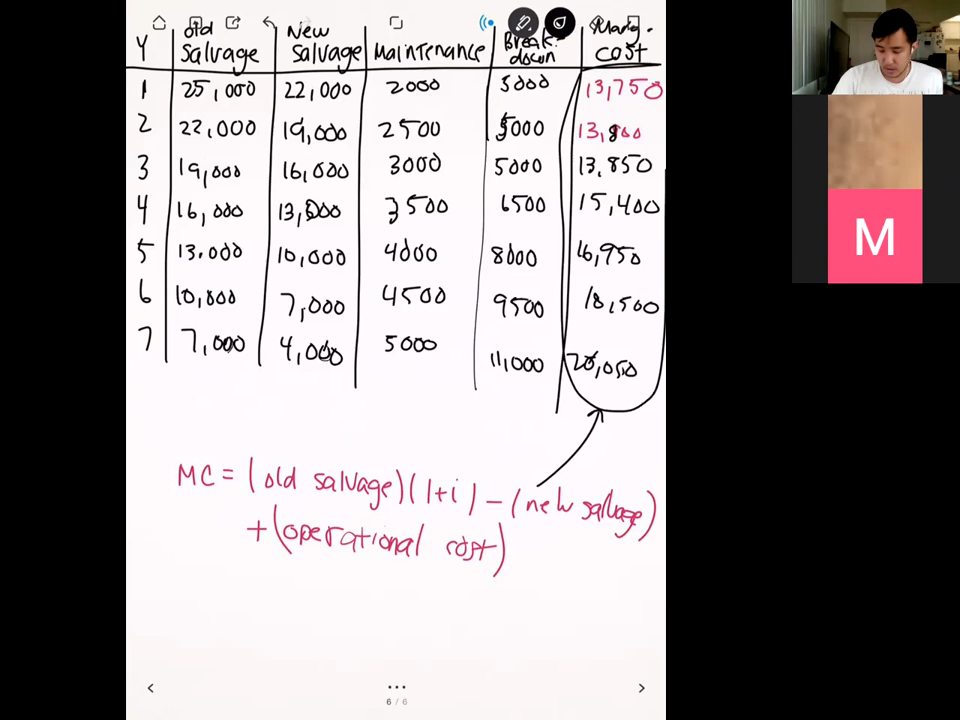 Y Old Salvage New Salvage Maintenance Break-down Marg. cost
1 25,000 22,000 2000 5000 13,750
2 22,000 19,000 2500 5000 13,800
3 19,000 16,000 3000 5000 13,850
4 16,000 13,000 3500 6500 15,400
5 13,000 10,000 4000 8000 16,950
6 10,000 7,000 4500 9500 18,500
7 7,000 4,000 5000 11,000 20,050
MC = (old salvage)(1+i) - (new salvage)
+ (operational cost)
6 / 6
M